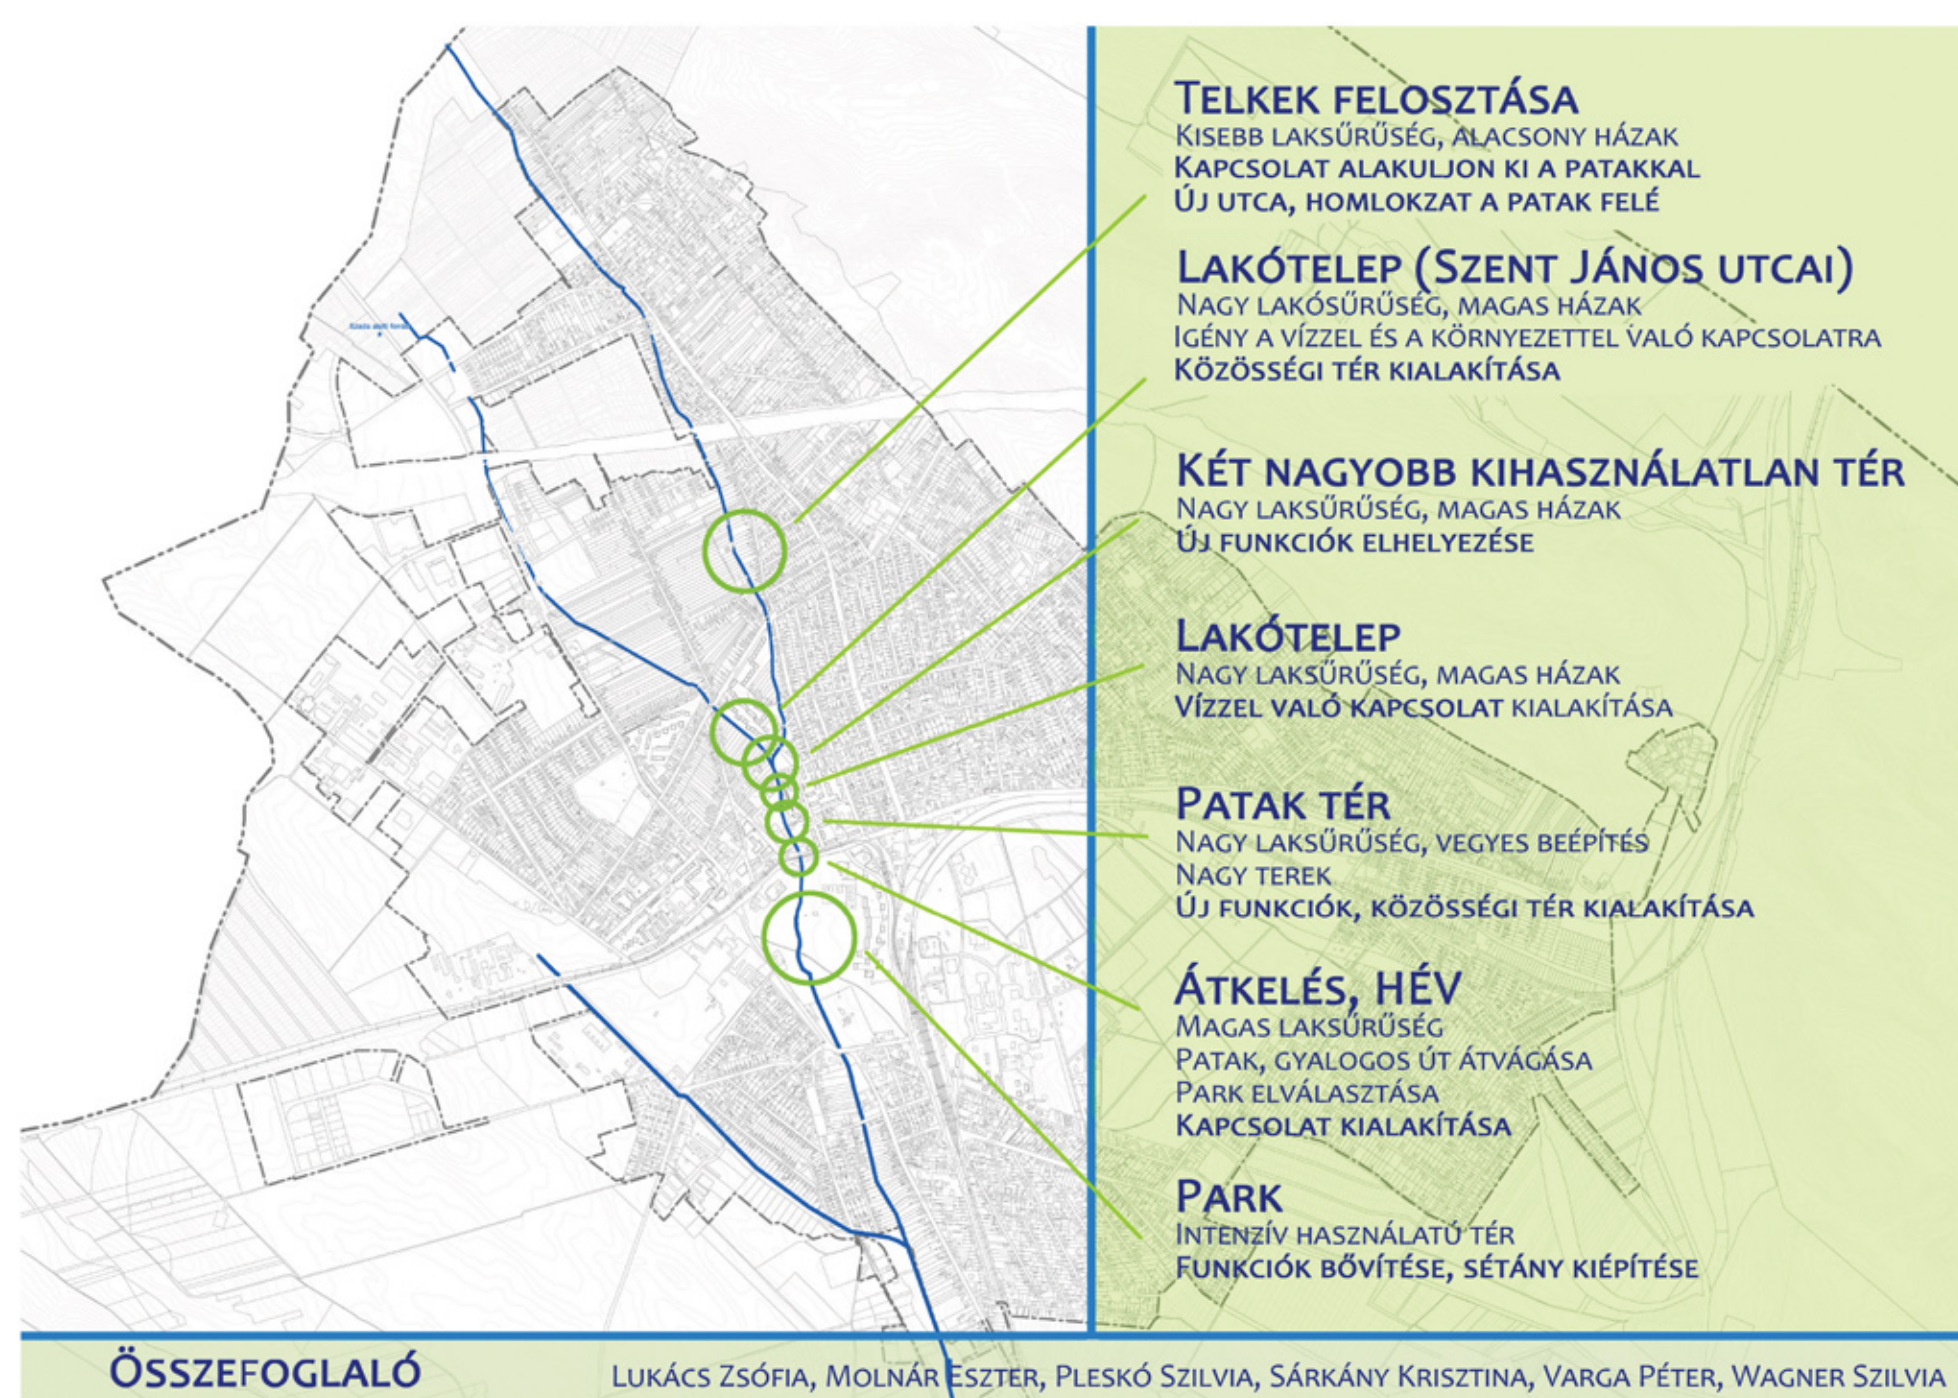 TELKEK FELOSZTÁSA
KISEBB LAKSŰRŰSÉG, ALACSONY HÁZAK
KAPCSOLAT ALAKULJON KI A PATAKKAL
ÚJ UTCA, HOMLOKZAT A PATAK FELÉ
LAKÓTELEP (SZENT JÁNOS UTCAI)
NAGY LAKÓSŰRŰSÉG, MAGAS HÁZAK
IGÉNY A VÍZZEL ÉS A KÖRNYEZETTEL VALÓ KAPCSOLATRA
KÖZÖSSÉGI TÉR KIALAKÍTÁSA
KÉT NAGYOBB KIHASZNÁLATLAN TÉR
NAGY LAKSŰRŰSÉG, MAGAS HÁZAK
ÚJ FUNKCIÓK ELHELYEZÉSE
LAKÓTELEP
NAGY LAKSŰRŰSÉG, MAGAS HÁZAK
VÍZZEL VALÓ KAPCSOLAT KIALAKÍTÁSA
PATAK TÉR
NAGY LAKSŰRŰSÉG, VEGYES BEÉPÍTÉS
NAGY TEREK
ÚJ FUNKCIÓK, KÖZÖSSÉGI TÉR KIALAKÍTÁSA
ÁTKELÉS, HÉV
MAGAS LAKSŰRŰSÉG
PATAK, GYALOGOS ÚT ÁTVÁGÁSA
PARK ELVÁLASZTÁSA
KAPCSOLAT KIALAKÍTÁSA
PARK
INTENZÍV HASZNÁLATÚ TÉR
FUNKCIÓK BŐVÍTÉSE, SÉTÁNY KIÉPÍTÉSE
ÖSSZEFOGLALÓ
LUKÁCS ZSÓFIA, MOLNÁR ESZTER, PLESKÓ SZILVIA, SÁRKÁNY KRISZTINA, VARGA PÉTER, WAGNER SZILVIA